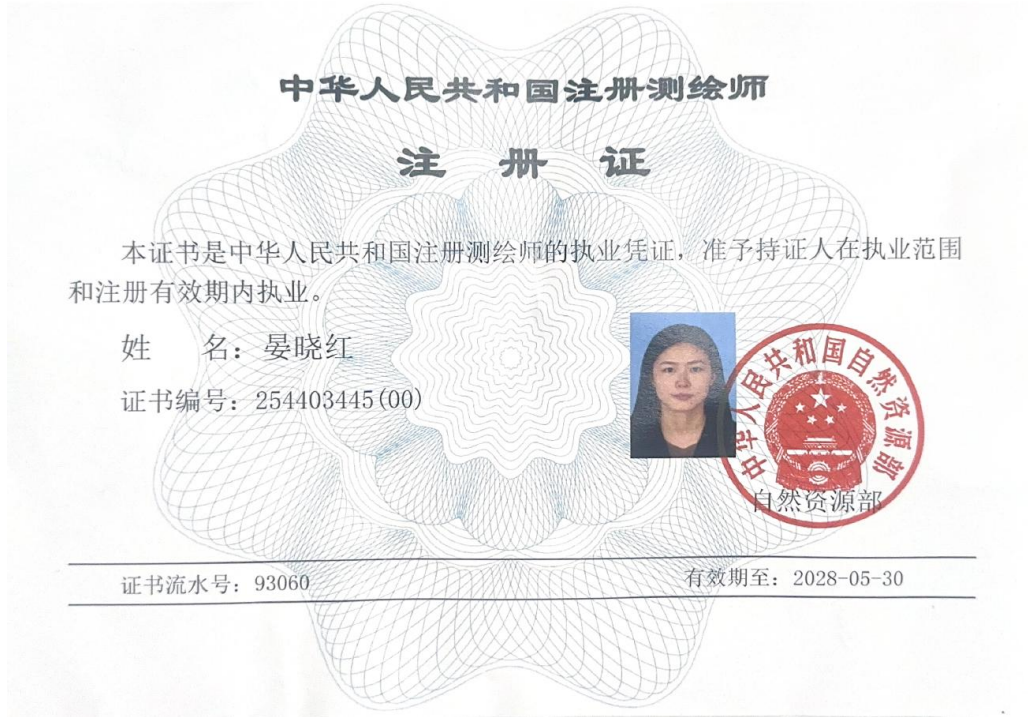 中华人民共和国注册测绘师
注 册 证
本证书是中华人民共和国注册测绘师的执业凭证，准予持证人在执业范围
和注册有效期内执业。
姓 名：晏晓红
证书编号：254403445(00)
中华人民共和国自然资源部
自然资源部
证书流水号：93060
有效期至：2028-05-30